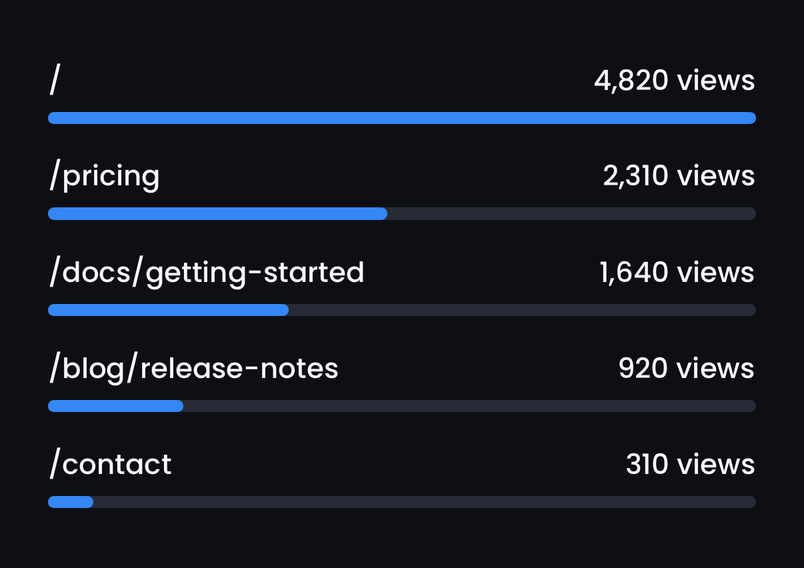 / 4,820 views
/pricing 2,310 views
/docs/getting-started 1,640 views
/blog/release-notes 920 views
/contact 310 views